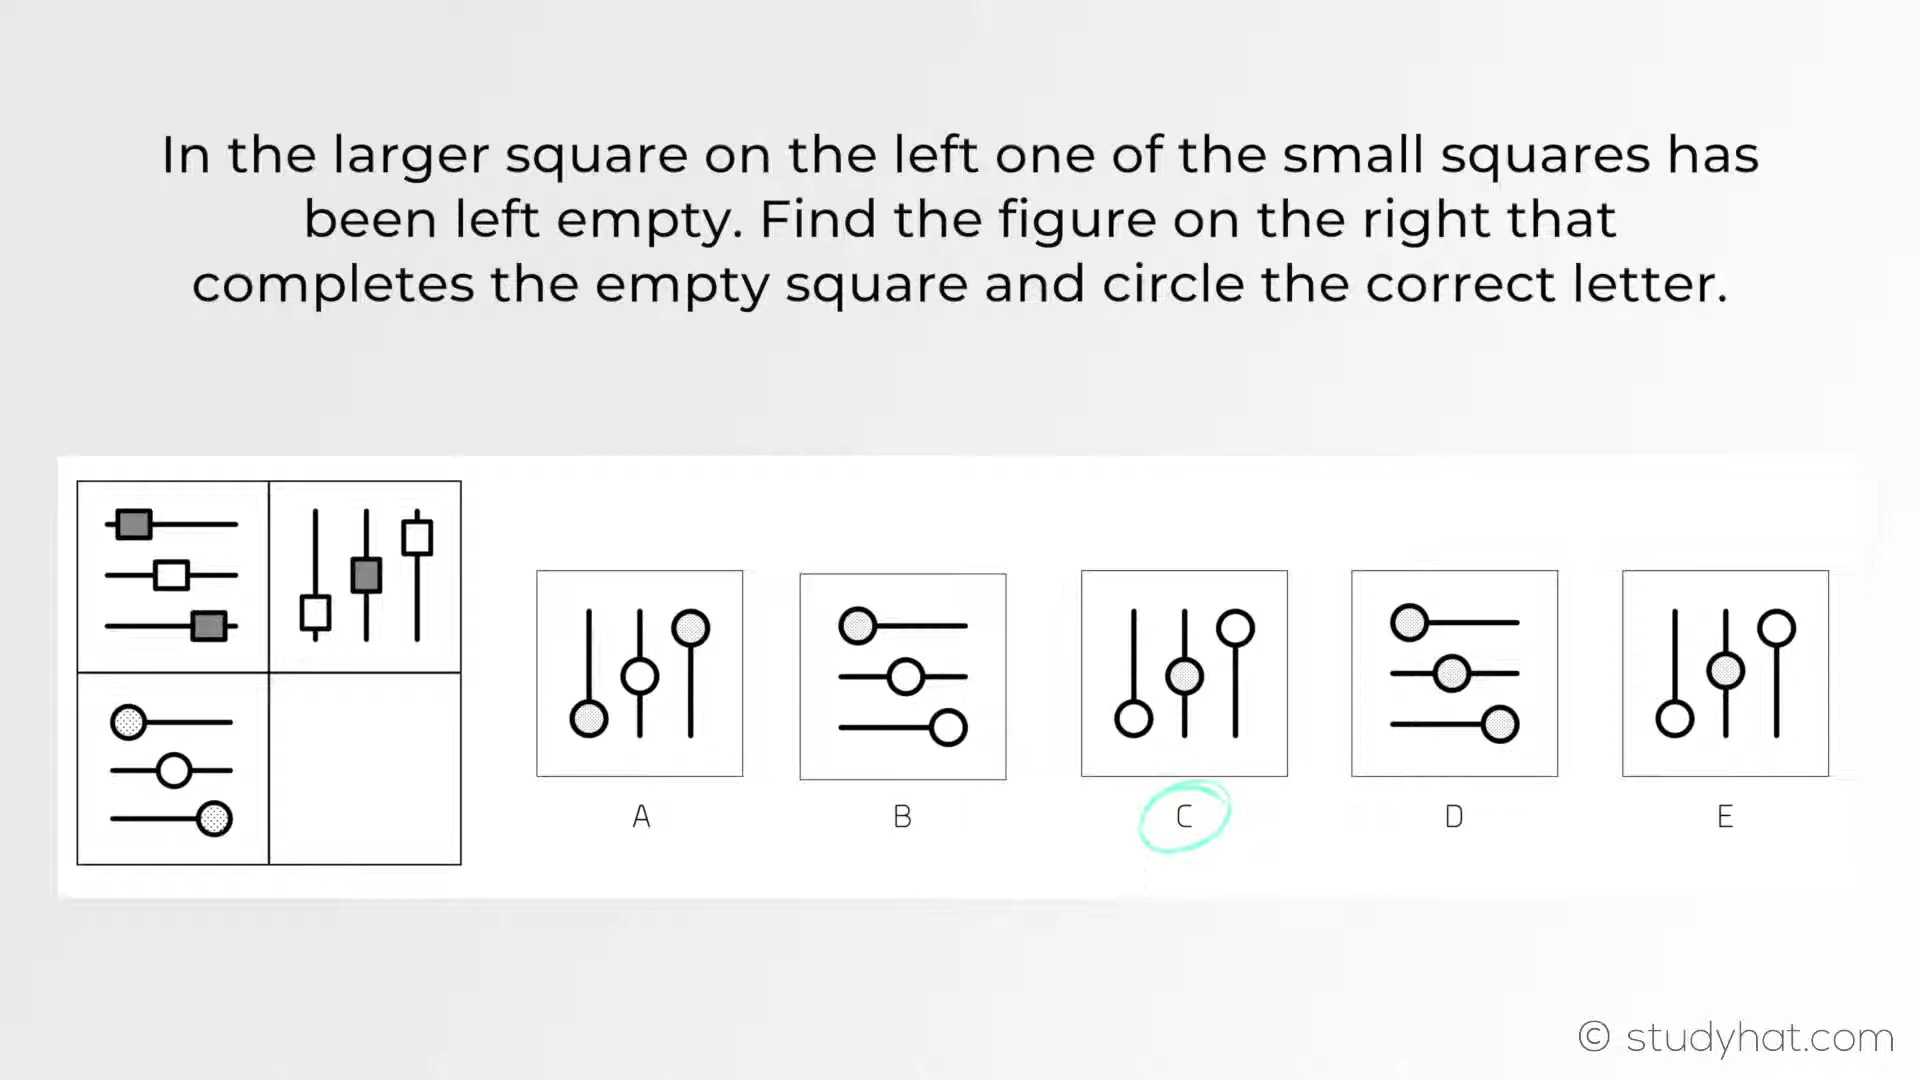 In the larger square on the left one of the small squares has
been left empty. Find the figure on the right that
completes the empty square and circle the correct letter.
A
B
C
D
E
© studyhat.com